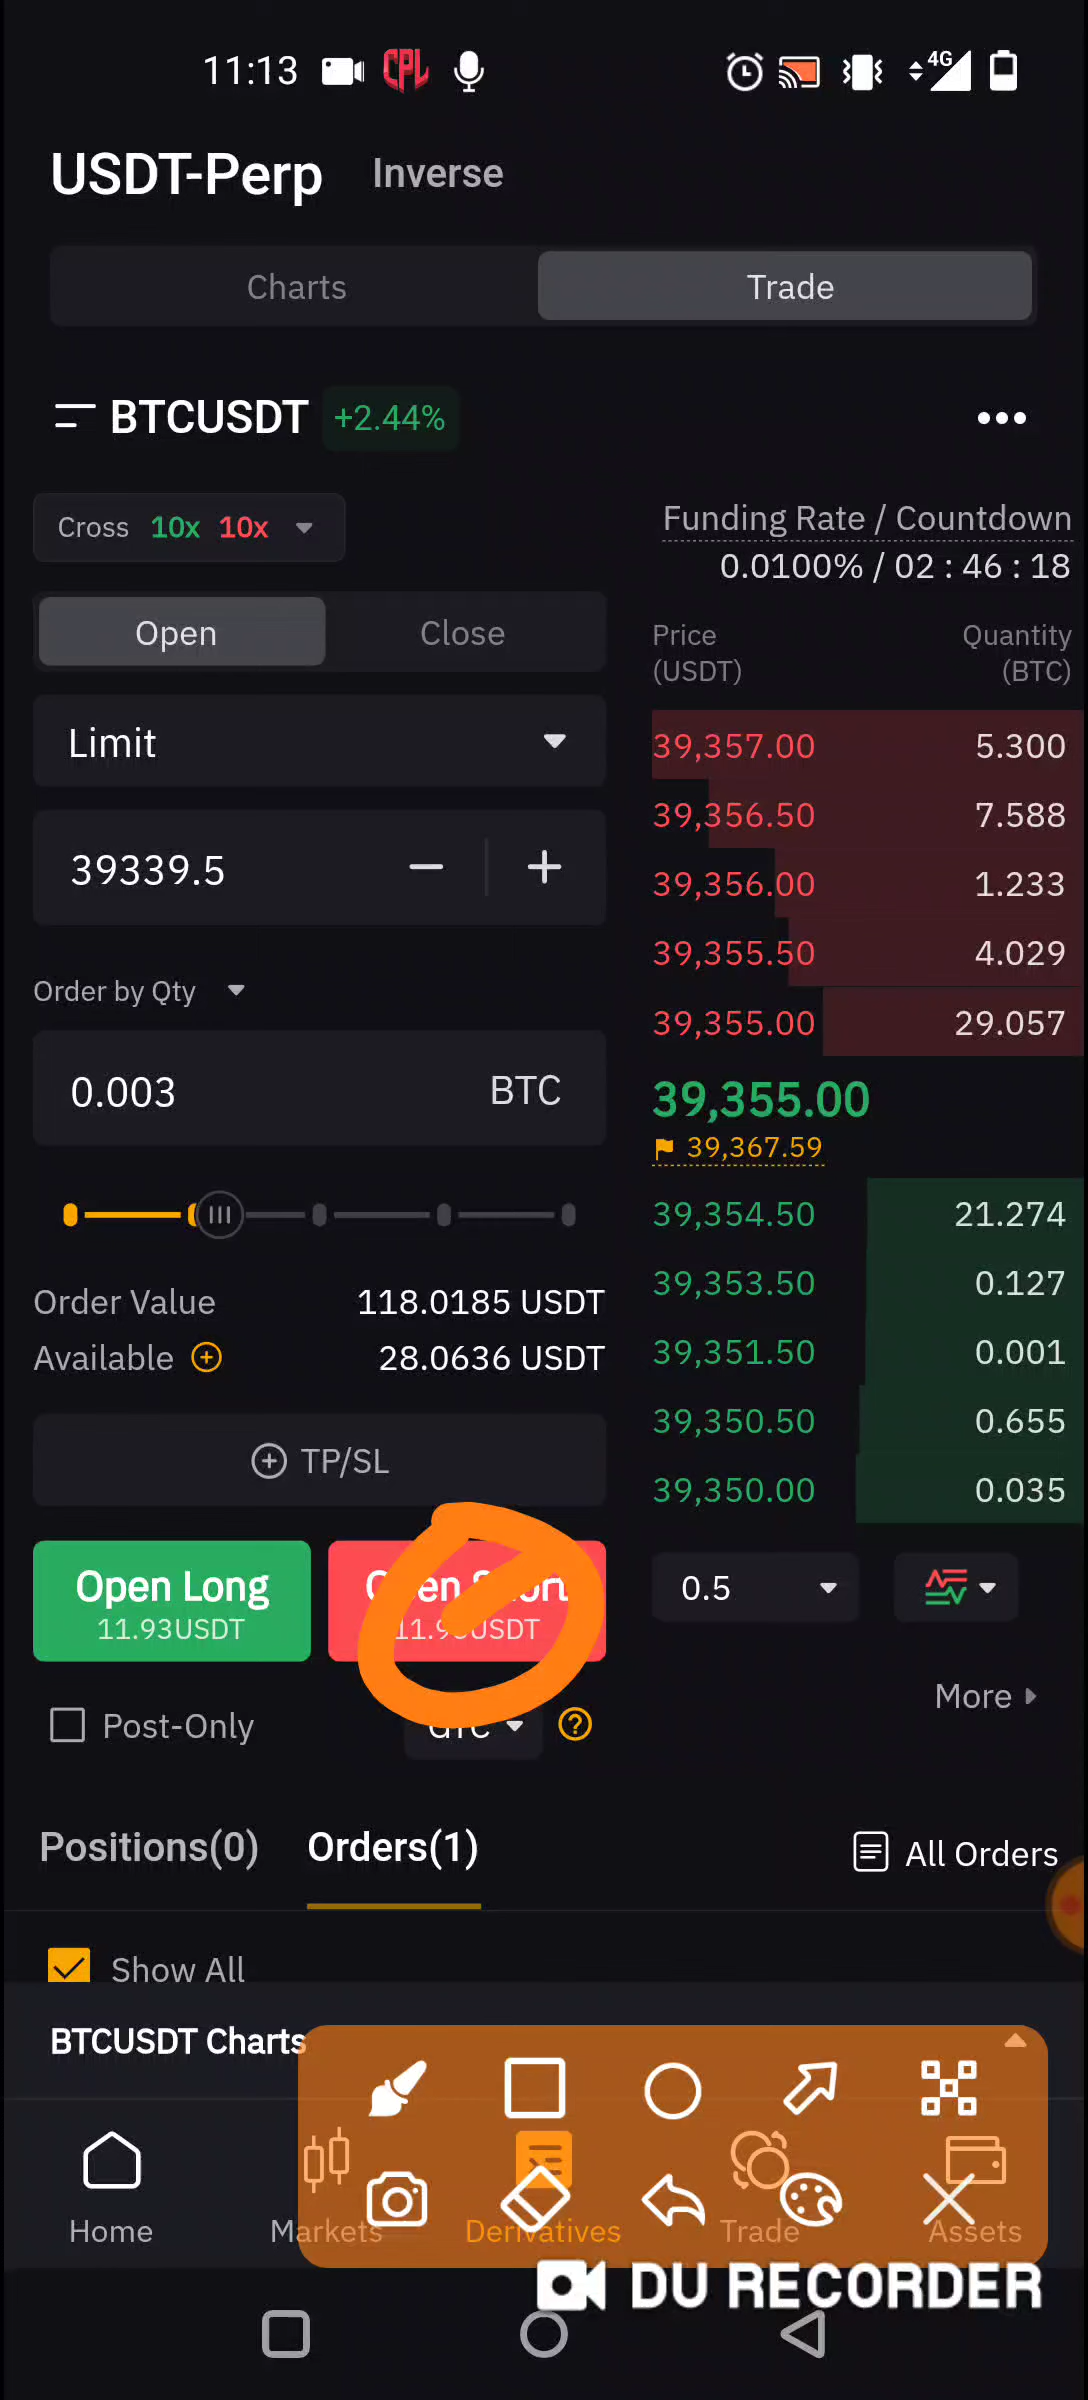 11:13 CPL 4G
USDT-Perp Inverse
Charts Trade
BTCUSDT +2.44%
Cross 10x 10x
Funding Rate / Countdown
0.0100% / 02 : 46 : 18
Open Close
Price Quantity
(USDT) (BTC)
Limit
39,357.00 5.300
39,356.50 7.588
39339.5
39,356.00 1.233
39,355.50 4.029
Order by Qty
39,355.00 29.057
0.003 BTC
39,355.00
39,367.59
39,354.50 21.274
39,353.50 0.127
Order Value 118.0185 USDT
Available 28.0636 USDT
39,351.50 0.001
39,350.50 0.655
TP/SL
39,350.00 0.035
Open Long
11.93USDT
Open Short
0.5
More
Post-Only
Positions(0) Orders(1) All Orders
Show All
BTCUSDT Charts
Home Markets Derivatives Trade Assets
DU RECORDER